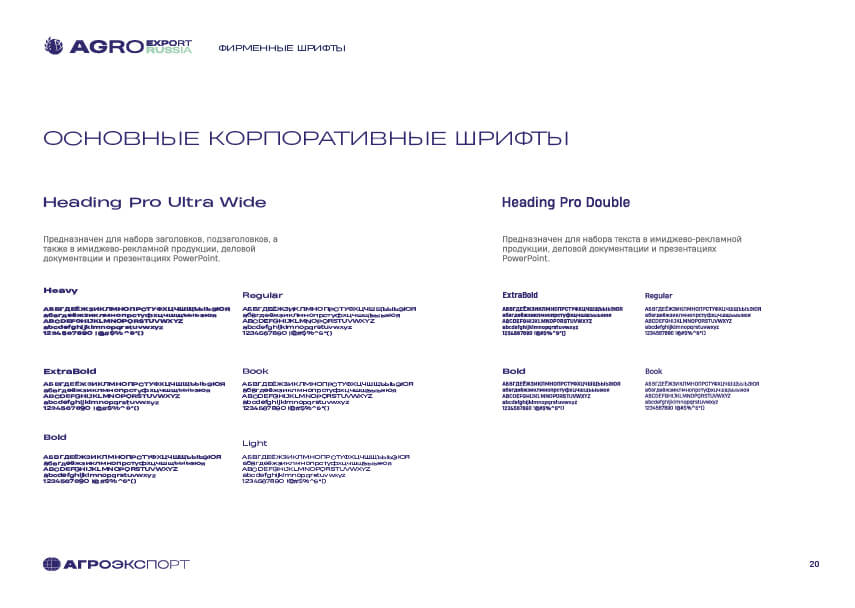 AGRO EXPORT RUSSIA
ФИРМЕННЫЕ ШРИФТЫ
ОСНОВНЫЕ КОРПОРАТИВНЫЕ ШРИФТЫ
Heading Pro Ultra Wide
Предназначен для набора заголовков, подзаголовков, а
также в имиджево-рекламной продукции, деловой
документации и презентациях PowerPoint.
Heavy
АБВГДЕЁЖЗИКЛМНОПРСТУФХЦЧШЩЪЫЬЭЮЯ
абвгдеёжзиклмнопрстуфхцчшщъыьэюя
ABCDEFGHIJKLMNOPQRSTUVWXYZ
abcdefghijklmnopqrstuvwxyz
1234567890 !@#$%^&*()
Regular
АБВГДЕЁЖЗИКЛМНОПРСТУФХЦЧШЩЪЫЬЭЮЯ
абвгдеёжзиклмнопрстуфхцчшщъыьэюя
ABCDEFGHIJKLMNOPQRSTUVWXYZ
abcdefghijklmnopqrstuvwxyz
1234567890 !@#$%^&*()
ExtraBold
АБВГДЕЁЖЗИКЛМНОПРСТУФХЦЧШЩЪЫЬЭЮЯ
абвгдеёжзиклмнопрстуфхцчшщъыьэюя
ABCDEFGHIJKLMNOPQRSTUVWXYZ
abcdefghijklmnopqrstuvwxyz
1234567890 !@#$%^&*()
Book
АБВГДЕЁЖЗИКЛМНОПРСТУФХЦЧШЩЪЫЬЭЮЯ
абвгдеёжзиклмнопрстуфхцчшщъыьэюя
ABCDEFGHIJKLMNOPQRSTUVWXYZ
abcdefghijklmnopqrstuvwxyz
1234567890 !@#$%^&*()
Bold
АБВГДЕЁЖЗИКЛМНОПРСТУФХЦЧШЩЪЫЬЭЮЯ
абвгдеёжзиклмнопрстуфхцчшщъыьэюя
ABCDEFGHIJKLMNOPQRSTUVWXYZ
abcdefghijklmnopqrstuvwxyz
1234567890 !@#$%^&*()
Light
АБВГДЕЁЖЗИКЛМНОПРСТУФХЦЧШЩЪЫЬЭЮЯ
абвгдеёжзиклмнопрстуфхцчшщъыьэюя
ABCDEFGHIJKLMNOPQRSTUVWXYZ
abcdefghijklmnopqrstuvwxyz
1234567890 !@#$%^&*()
Heading Pro Double
Предназначен для набора текста в имиджево-рекламной
продукции, деловой документации и презентациях
PowerPoint.
ExtraBold
АБВГДЕЁЖЗИКЛМНОПРСТУФХЦЧШЩЪЫЬЭЮЯ
абвгдеёжзиклмнопрстуфхцчшщъыьэюя
ABCDEFGHIJKLMNOPQRSTUVWXYZ
abcdefghijklmnopqrstuvwxyz
1234567890 !@#$%^&*()
Regular
АБВГДЕЁЖЗИКЛМНОПРСТУФХЦЧШЩЪЫЬЭЮЯ
абвгдеёжзиклмнопрстуфхцчшщъыьэюя
ABCDEFGHIJKLMNOPQRSTUVWXYZ
abcdefghijklmnopqrstuvwxyz
1234567890 !@#$%^&*()
Bold
АБВГДЕЁЖЗИКЛМНОПРСТУФХЦЧШЩЪЫЬЭЮЯ
абвгдеёжзиклмнопрстуфхцчшщъыьэюя
ABCDEFGHIJKLMNOPQRSTUVWXYZ
abcdefghijklmnopqrstuvwxyz
1234567890 !@#$%^&*()
Book
АБВГДЕЁЖЗИКЛМНОПРСТУФХЦЧШЩЪЫЬЭЮЯ
абвгдеёжзиклмнопрстуфхцчшщъыьэюя
ABCDEFGHIJKLMNOPQRSTUVWXYZ
abcdefghijklmnopqrstuvwxyz
1234567890 !@#$%^&*()
АГРОЭКСПОРТ
20